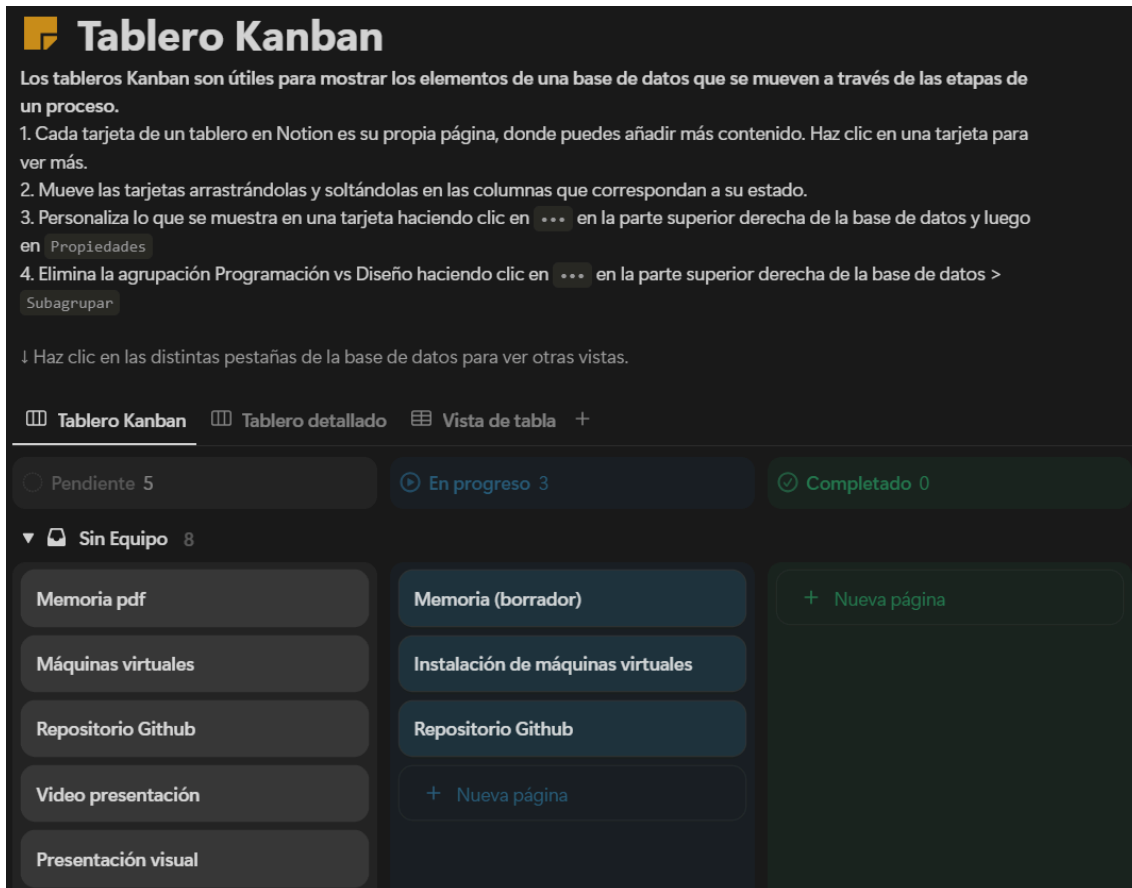 Tablero Kanban
Los tableros Kanban son útiles para mostrar los elementos de una base de datos que se mueven a través de las etapas de
un proceso.
1. Cada tarjeta de un tablero en Notion es su propia página, donde puedes añadir más contenido. Haz clic en una tarjeta para
ver más.
2. Mueve las tarjetas arrastrándolas y soltándolas en las columnas que correspondan a su estado.
3. Personaliza lo que se muestra en una tarjeta haciendo clic en ••• en la parte superior derecha de la base de datos y luego
en Propiedades
4. Elimina la agrupación Programación vs Diseño haciendo clic en ••• en la parte superior derecha de la base de datos >
Subagrupar
↓ Haz clic en las distintas pestañas de la base de datos para ver otras vistas.
Tablero Kanban Tablero detallado Vista de tabla +
Pendiente 5 En progreso 3 Completado 0
▼ Sin Equipo 8
Memoria pdf Memoria (borrador) + Nueva página
Máquinas virtuales Instalación de máquinas virtuales
Repositorio Github Repositorio Github
Video presentación + Nueva página
Presentación visual